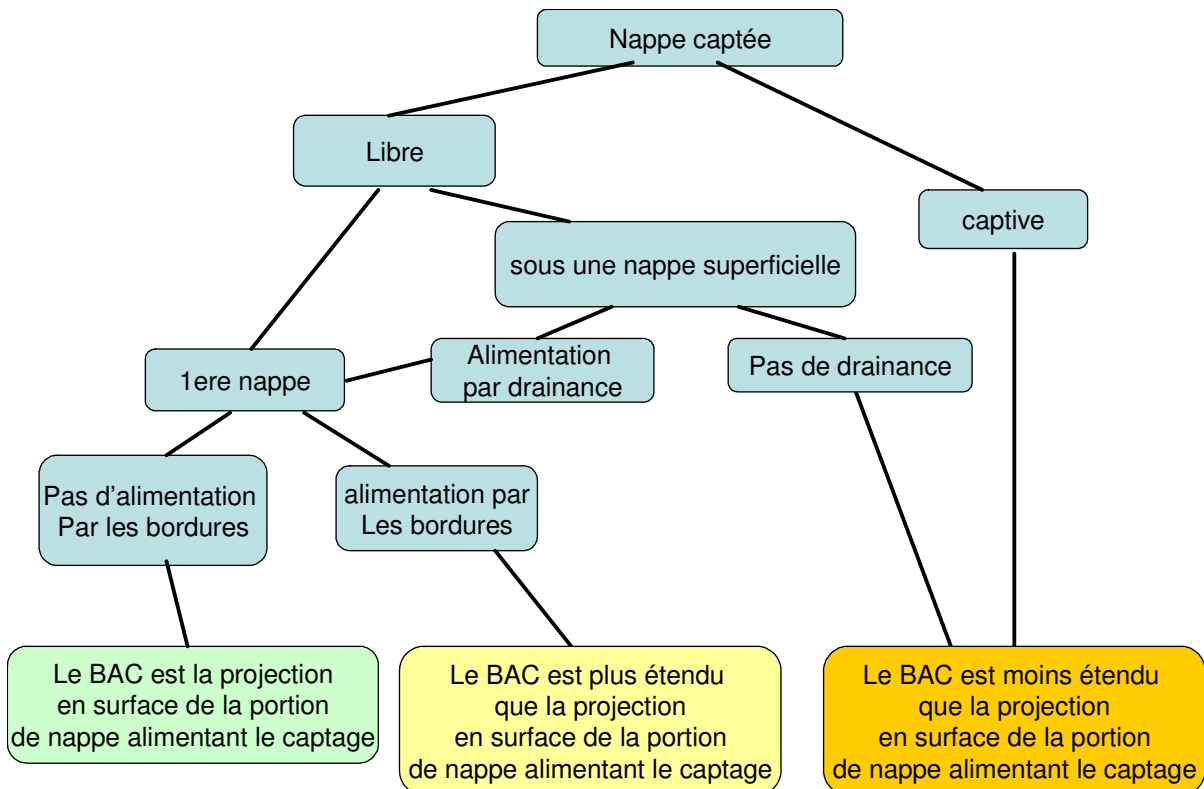 Nappe captée
Libre
captive
sous une nappe superficielle
1ere nappe
Alimentation
par drainance
Pas de drainance
Pas d'alimentation
Par les bordures
alimentation par
Les bordures
Le BAC est la projection
en surface de la portion
de nappe alimentant le captage
Le BAC est plus étendu
que la projection
en surface de la portion
de nappe alimentant le captage
Le BAC est moins étendu
que la projection
en surface de la portion
de nappe alimentant le captage